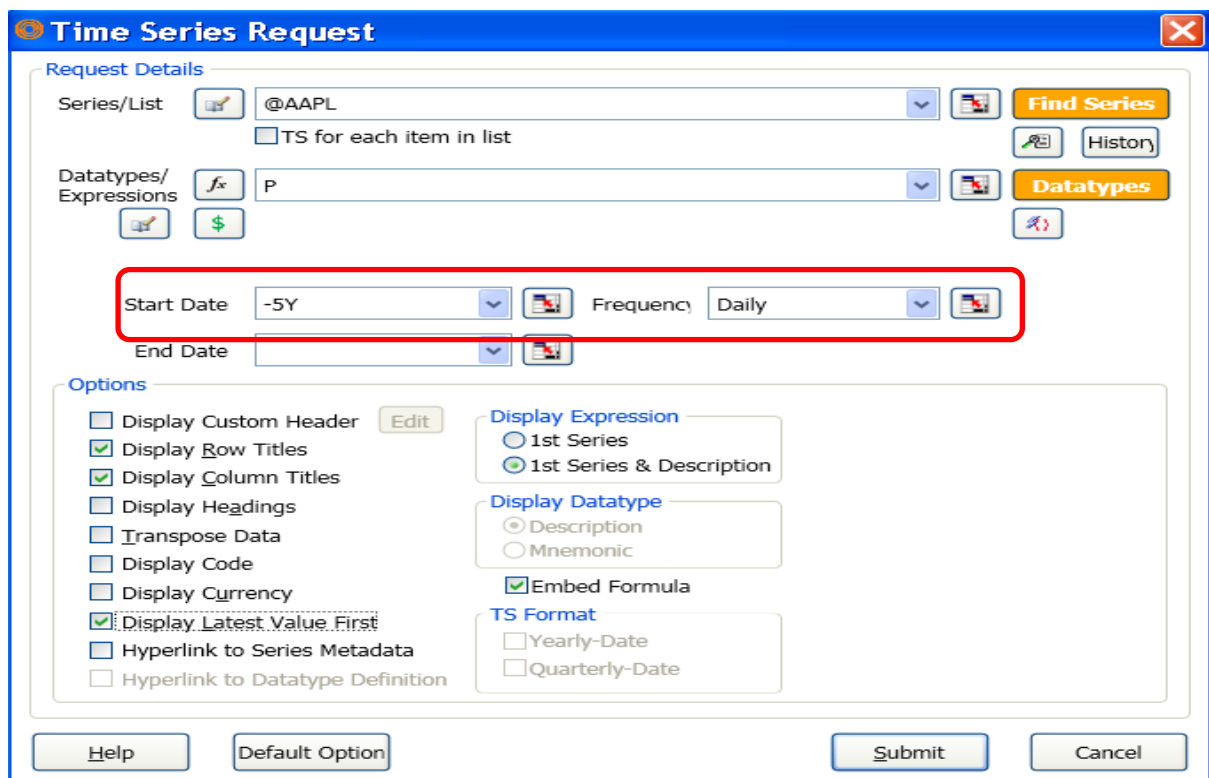 Time Series Request
Request Details
Series/List @AAPL Find Series
TS for each item in list History
Datatypes/
Expressions fx P Datatypes
$
Start Date -5Y Frequency Daily
End Date
Options
Display Custom Header Edit
Display Row Titles
Display Column Titles
Display Headings
Transpose Data
Display Code
Display Currency
Display Latest Value First
Hyperlink to Series Metadata
Hyperlink to Datatype Definition
Display Expression
1st Series
1st Series & Description
Display Datatype
Description
Mnemonic
Embed Formula
TS Format
Yearly-Date
Quarterly-Date
Help Default Option Submit Cancel